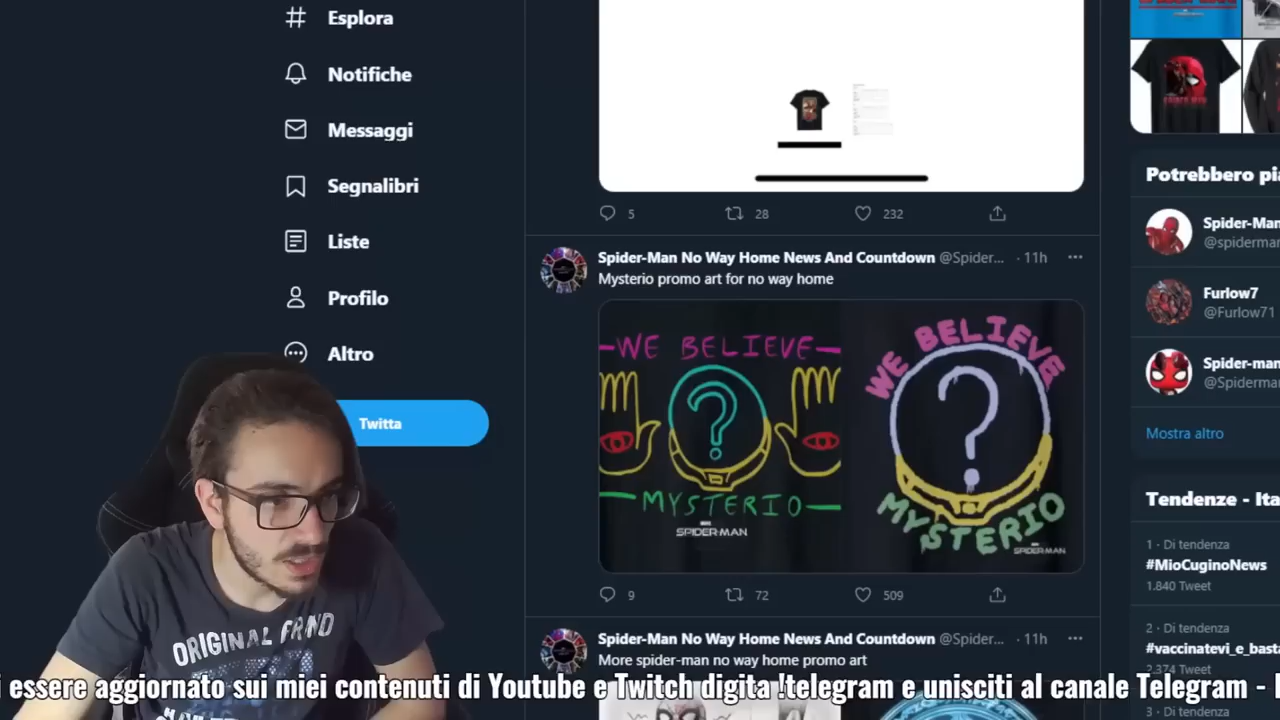 Esplora
Notifiche
Messaggi
Segnalibri
Liste
Profilo
Altro
Twitta
5 28 232
Spider-Man No Way Home News And Countdown @Spider... · 11h
Mysterio promo art for no way home
WE BELIEVE
MYSTERIO
SPIDER-MAN
WE BELIEVE
MYSTERIO
SPIDER-MAN
9 72 509
Spider-Man No Way Home News And Countdown @Spider... · 11h
More spider-man no way home promo art
Potrebbero pia
Spider-Man
@spiderma
Furlow7
@Furlow71
Spider-man
@Spiderma
Mostra altro
Tendenze - Ita
1 · Di tendenza
#MioCuginoNews
1.840 Tweet
2 · Di tendenza
#vaccinatevi_e_basta
2.374 Tweet
3 · Di tendenza
ORIGINAL
i essere aggiornato sui miei contenuti di Youtube e Twitch digita !telegram e unisciti al canale Telegram -